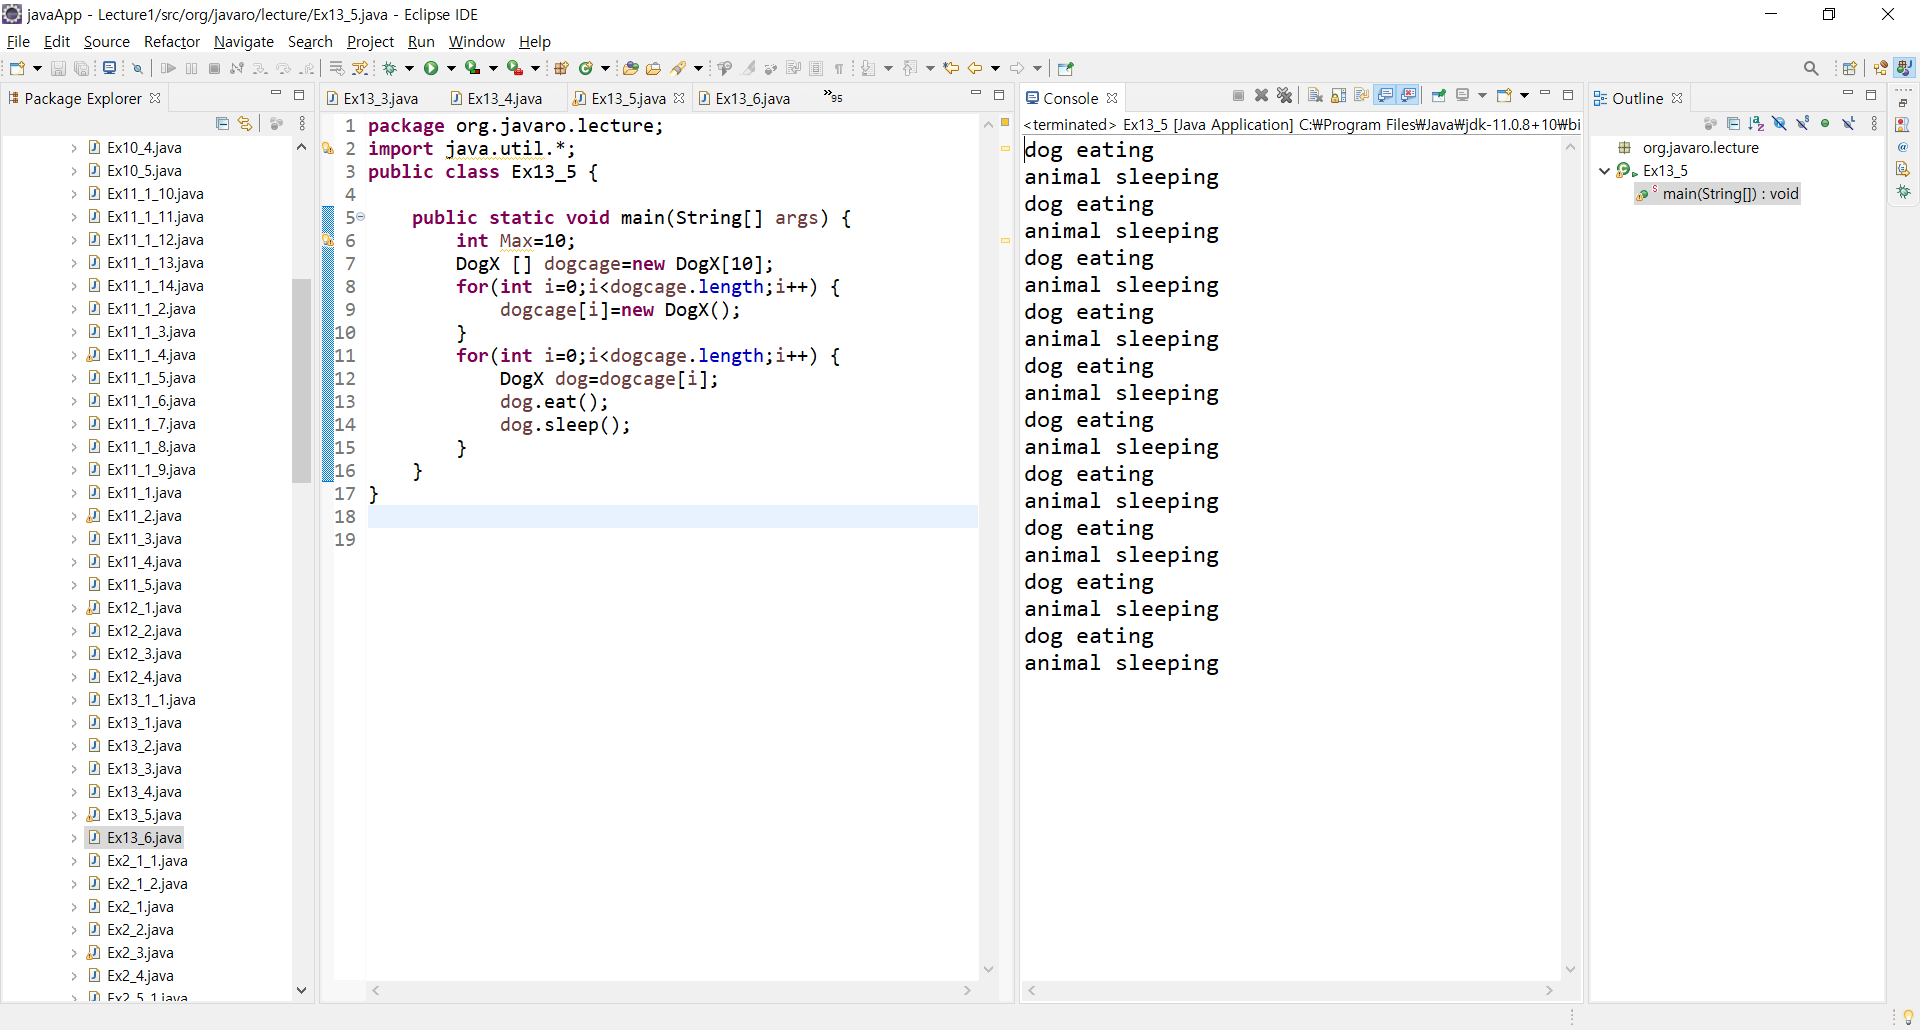 javaApp - Lecture1/src/org/javaro/lecture/Ex13_5.java - Eclipse IDE
File Edit Source Refactor Navigate Search Project Run Window Help
Package Explorer
Ex10_4.java
Ex10_5.java
Ex11_1_10.java
Ex11_1_11.java
Ex11_1_12.java
Ex11_1_13.java
Ex11_1_14.java
Ex11_1_2.java
Ex11_1_3.java
Ex11_1_4.java
Ex11_1_5.java
Ex11_1_6.java
Ex11_1_7.java
Ex11_1_8.java
Ex11_1_9.java
Ex11_1.java
Ex11_2.java
Ex11_3.java
Ex11_4.java
Ex11_5.java
Ex12_1.java
Ex12_2.java
Ex12_3.java
Ex12_4.java
Ex13_1_1.java
Ex13_1.java
Ex13_2.java
Ex13_3.java
Ex13_4.java
Ex13_5.java
Ex13_6.java
Ex2_1_1.java
Ex2_1_2.java
Ex2_1.java
Ex2_2.java
Ex2_3.java
Ex2_4.java
Ex2_5_1.java
Ex13_3.java Ex13_4.java Ex13_5.java Ex13_6.java »95
1 package org.javaro.lecture;
2 import java.util.*;
3 public class Ex13_5 {
4
5     public static void main(String[] args) {
6         int Max=10;
7         DogX [] dogcage=new DogX[10];
8         for(int i=0;i<dogcage.length;i++) {
9             dogcage[i]=new DogX();
10         }
11         for(int i=0;i<dogcage.length;i++) {
12             DogX dog=dogcage[i];
13             dog.eat();
14             dog.sleep();
15         }
16     }
17 }
18
19
Console
<terminated> Ex13_5 [Java Application] C:₩Program Files₩Java₩jdk-11.0.8+10₩bi
dog eating
animal sleeping
dog eating
animal sleeping
dog eating
animal sleeping
dog eating
animal sleeping
dog eating
animal sleeping
dog eating
animal sleeping
dog eating
animal sleeping
dog eating
animal sleeping
dog eating
animal sleeping
dog eating
animal sleeping
Outline
org.javaro.lecture
Ex13_5
main(String[]) : void